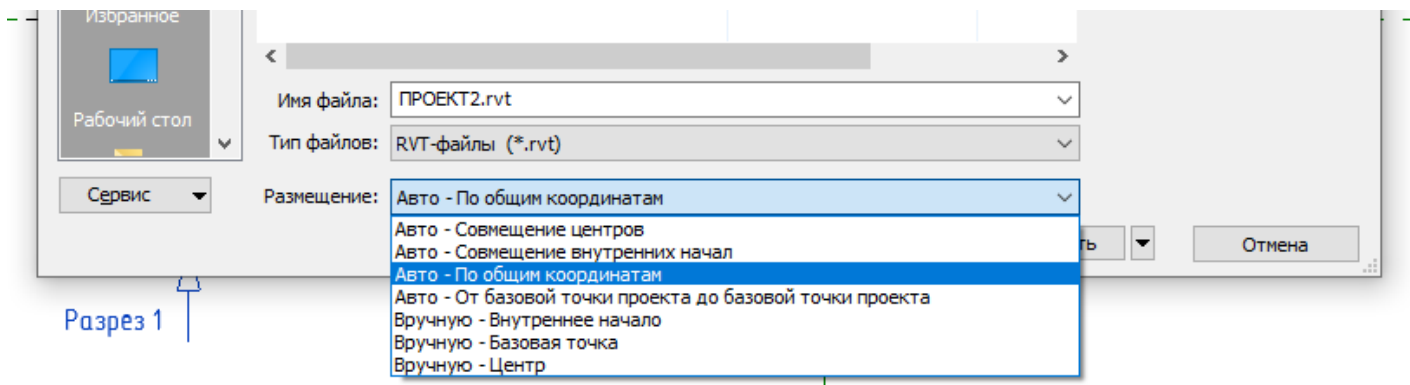 Избранное
Рабочий стол
Имя файла: ПРОЕКТ2.rvt
Тип файлов: RVT-файлы (*.rvt)
Сервис
Размещение: Авто - По общим координатам
Авто - Совмещение центров
Авто - Совмещение внутренних начал
Авто - По общим координатам
Авто - От базовой точки проекта до базовой точки проекта
Вручную - Внутреннее начало
Вручную - Базовая точка
Вручную - Центр
Отмена
Разрез 1